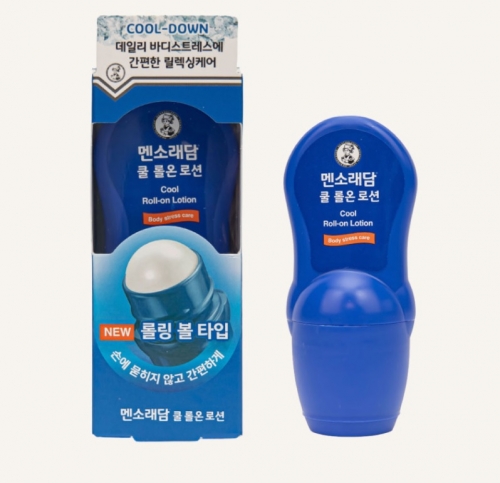 COOL-DOWN
데일리 바디스트레스에
간편한 릴렉싱케어
멘소래담
쿨 롤온 로션
Cool
Roll-on Lotion
Body stress care
NEW 롤링 볼 타입
손에 묻히지 않고 간편하게
멘소래담 쿨 롤온 로션
멘소래담
쿨 롤온 로션
Cool
Roll-on Lotion
Body stress care